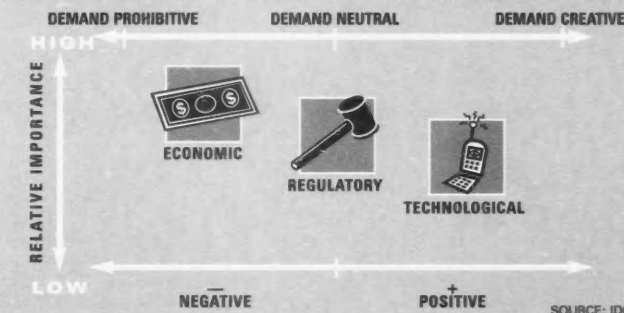 DEMAND PROHIBITIVE DEMAND NEUTRAL DEMAND CREATIVE
HIGH
RELATIVE IMPORTANCE
$ $
ECONOMIC
REGULATORY
TECHNOLOGICAL
LOW
− +
NEGATIVE POSITIVE